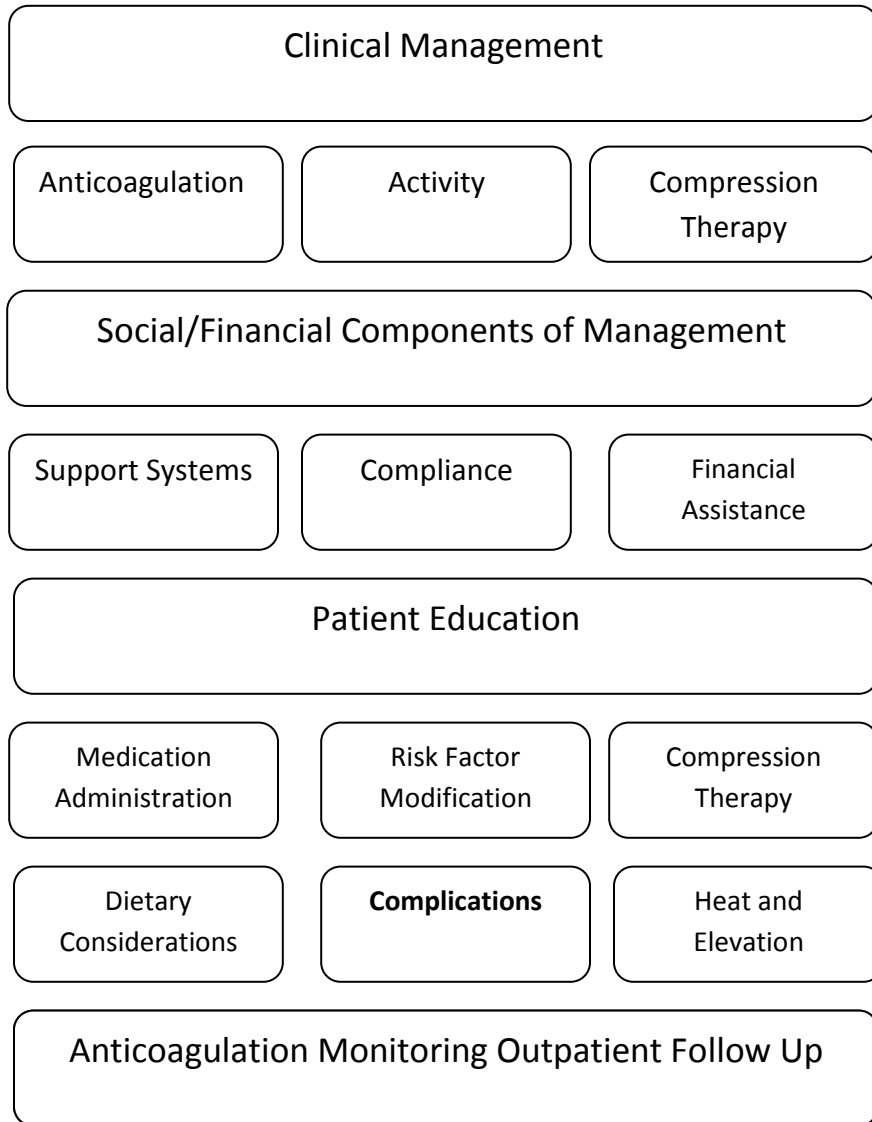 Clinical Management
Anticoagulation
Activity
Compression
Therapy
Social/Financial Components of Management
Support Systems
Compliance
Financial
Assistance
Patient Education
Medication
Administration
Risk Factor
Modification
Compression
Therapy
Dietary
Considerations
Complications
Heat and
Elevation
Anticoagulation Monitoring Outpatient Follow Up